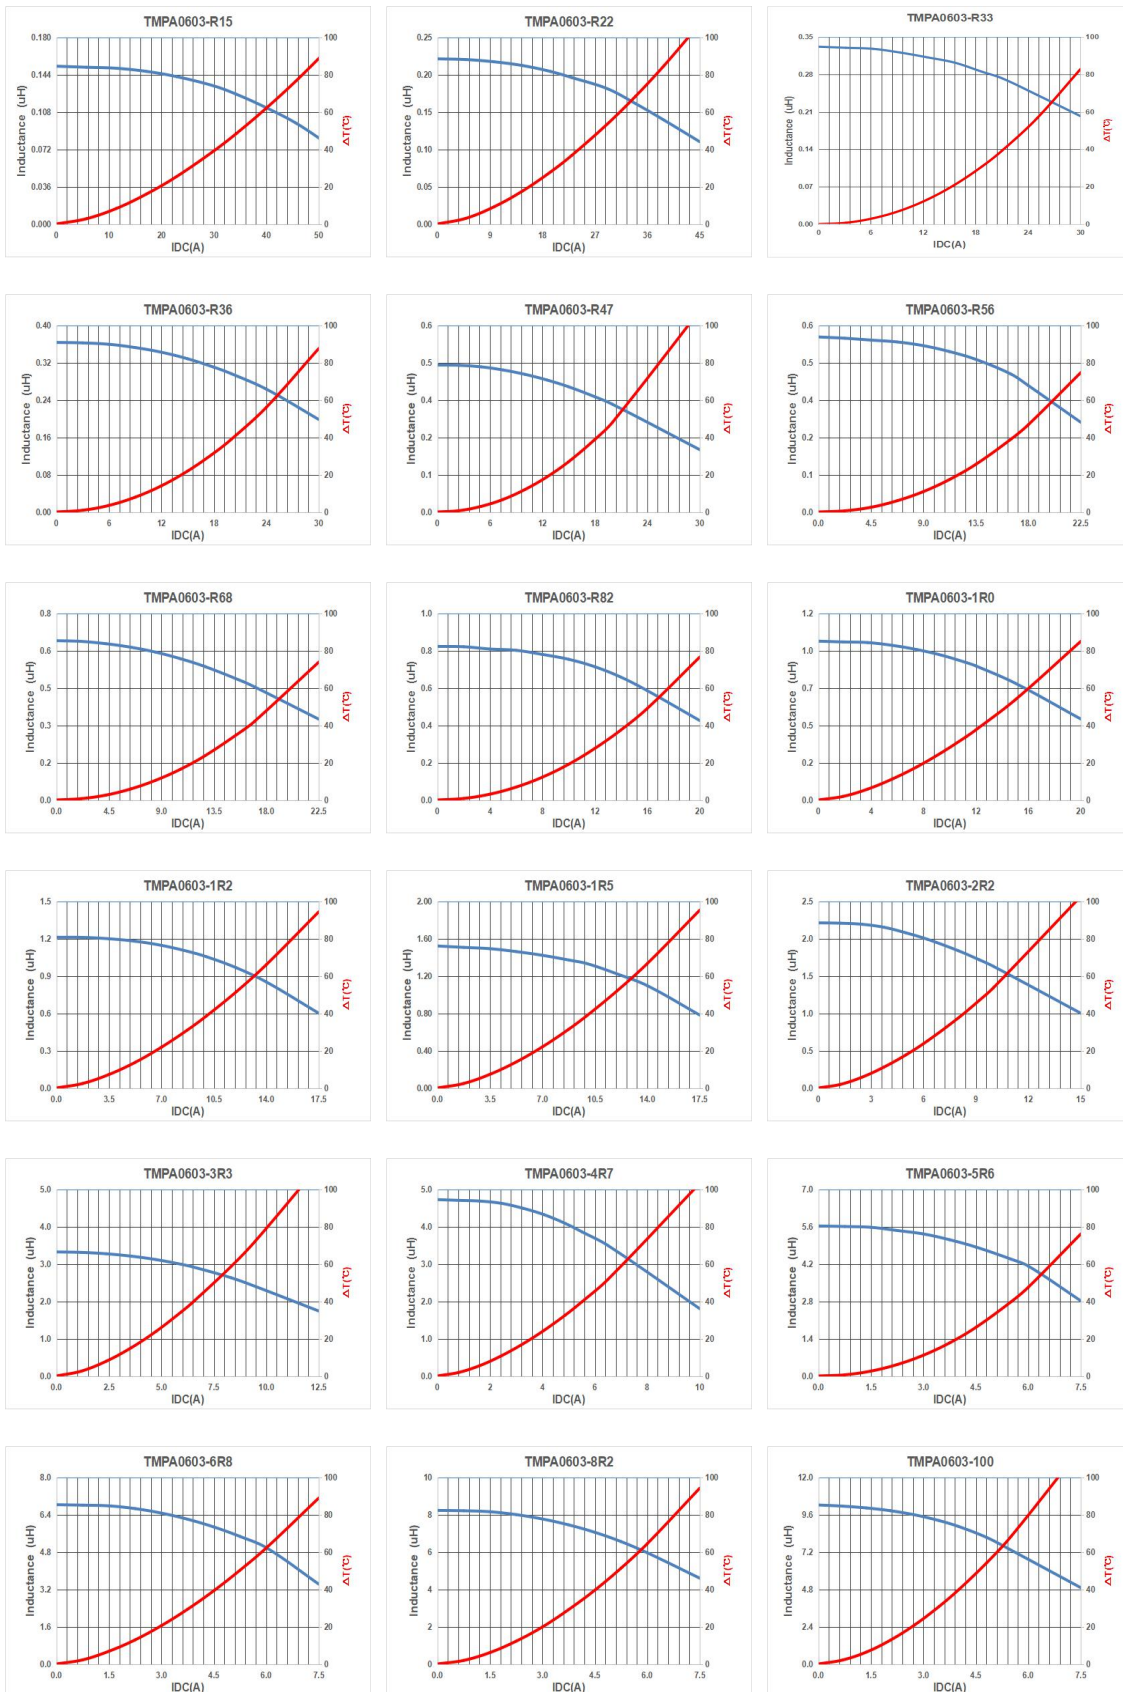 TMPA0603-R15
0.180
0.144
0.108
0.072
0.036
0.000
100
80
60
40
20
0
0 10 20 30 40 50
Inductance (uH)
ΔT(℃)
IDC(A)
TMPA0603-R22
0.25
0.20
0.15
0.10
0.05
0.00
100
80
60
40
20
0
0 9 18 27 36 45
Inductance (uH)
ΔT(℃)
IDC(A)
TMPA0603-R33
0.35
0.28
0.21
0.14
0.07
0.00
100
80
60
40
20
0
0 6 12 18 24 30
Inductance (uH)
ΔT(℃)
IDC(A)
TMPA0603-R36
0.40
0.32
0.24
0.16
0.08
0.00
100
80
60
40
20
0
0 6 12 18 24 30
Inductance (uH)
ΔT(℃)
IDC(A)
TMPA0603-R47
0.6
0.5
0.4
0.2
0.1
0.0
100
80
60
40
20
0
0 6 12 18 24 30
Inductance (uH)
ΔT(℃)
IDC(A)
TMPA0603-R56
0.6
0.5
0.4
0.2
0.1
0.0
100
80
60
40
20
0
0.0 4.5 9.0 13.5 18.0 22.5
Inductance (uH)
ΔT(℃)
IDC(A)
TMPA0603-R68
0.8
0.6
0.5
0.3
0.2
0.0
100
80
60
40
20
0
0.0 4.5 9.0 13.5 18.0 22.5
Inductance (uH)
ΔT(℃)
IDC(A)
TMPA0603-R82
1.0
0.8
0.6
0.4
0.2
0.0
100
80
60
40
20
0
0 4 8 12 16 20
Inductance (uH)
ΔT(℃)
IDC(A)
TMPA0603-1R0
1.2
1.0
0.7
0.5
0.2
0.0
100
80
60
40
20
0
0 4 8 12 16 20
Inductance (uH)
ΔT(℃)
IDC(A)
TMPA0603-1R2
1.5
1.2
0.9
0.6
0.3
0.0
100
80
60
40
20
0
0.0 3.5 7.0 10.5 14.0 17.5
Inductance (uH)
ΔT(℃)
IDC(A)
TMPA0603-1R5
2.00
1.60
1.20
0.80
0.40
0.00
100
80
60
40
20
0
0.0 3.5 7.0 10.5 14.0 17.5
Inductance (uH)
ΔT(℃)
IDC(A)
TMPA0603-2R2
2.5
2.0
1.5
1.0
0.5
0.0
100
80
60
40
20
0
0 3 6 9 12 15
Inductance (uH)
ΔT(℃)
IDC(A)
TMPA0603-3R3
5.0
4.0
3.0
2.0
1.0
0.0
100
80
60
40
20
0
0.0 2.5 5.0 7.5 10.0 12.5
Inductance (uH)
ΔT(℃)
IDC(A)
TMPA0603-4R7
5.0
4.0
3.0
2.0
1.0
0.0
100
80
60
40
20
0
0 2 4 6 8 10
Inductance (uH)
ΔT(℃)
IDC(A)
TMPA0603-5R6
7.0
5.6
4.2
2.8
1.4
0.0
100
80
60
40
20
0
0.0 1.5 3.0 4.5 6.0 7.5
Inductance (uH)
ΔT(℃)
IDC(A)
TMPA0603-6R8
8.0
6.4
4.8
3.2
1.6
0.0
100
80
60
40
20
0
0.0 1.5 3.0 4.5 6.0 7.5
Inductance (uH)
ΔT(℃)
IDC(A)
TMPA0603-8R2
10
8
6
4
2
0
100
80
60
40
20
0
0.0 1.5 3.0 4.5 6.0 7.5
Inductance (uH)
ΔT(℃)
IDC(A)
TMPA0603-100
12.0
9.6
7.2
4.8
2.4
0.0
100
80
60
40
20
0
0.0 1.5 3.0 4.5 6.0 7.5
Inductance (uH)
ΔT(℃)
IDC(A)